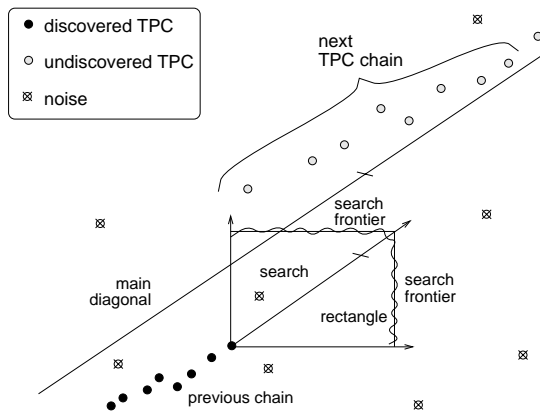 discovered TPC
undiscovered TPC
noise
next
TPC chain
search
frontier
main
diagonal
search
search
frontier
rectangle
previous chain